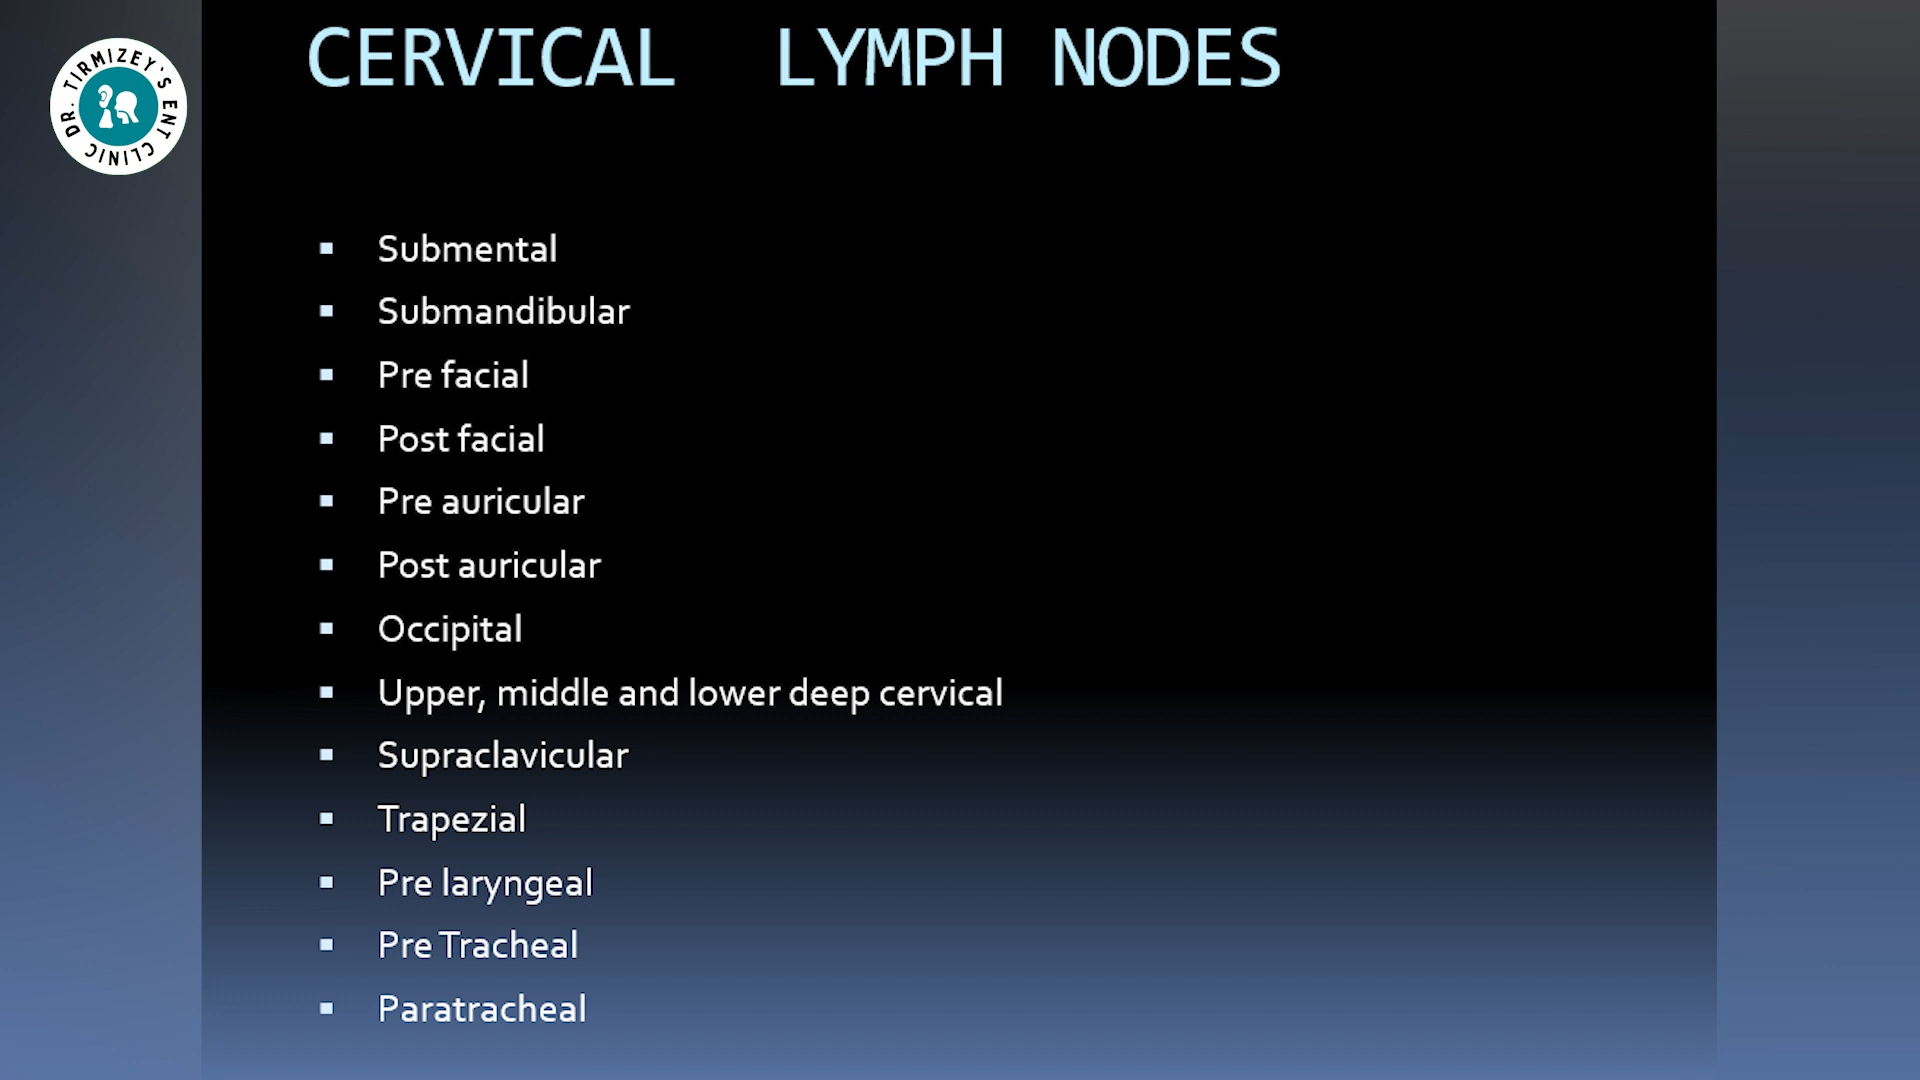 DR. TIRMIZEY'S ENT CLINIC
CERVICAL LYMPH NODES
Submental
Submandibular
Pre facial
Post facial
Pre auricular
Post auricular
Occipital
Upper, middle and lower deep cervical
Supraclavicular
Trapezial
Pre laryngeal
Pre Tracheal
Paratracheal